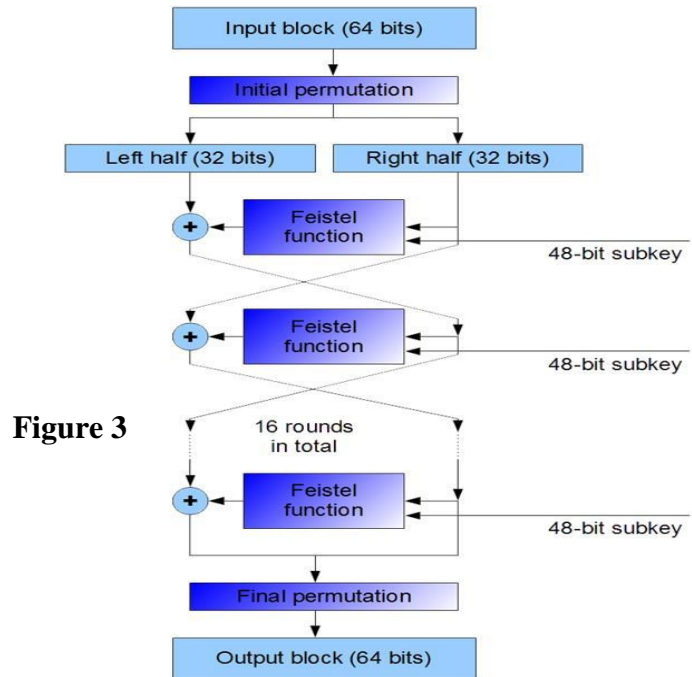 Input block (64 bits)
Initial permutation
Left half (32 bits)
Right half (32 bits)
+
Feistel
function
48-bit subkey
+
Feistel
function
48-bit subkey
Figure 3
16 rounds
in total
+
Feistel
function
48-bit subkey
Final permutation
Output block (64 bits)